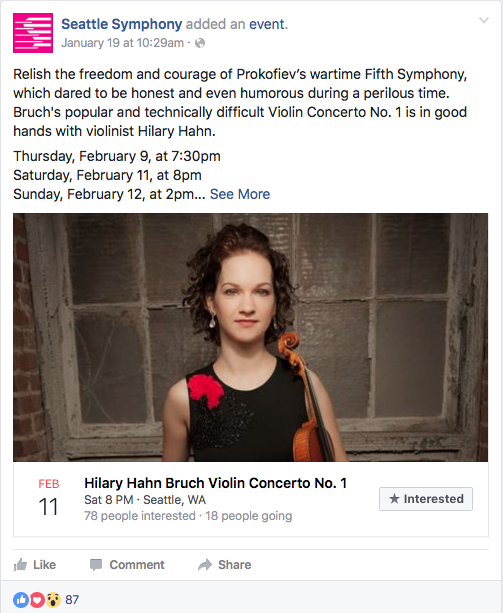 Seattle Symphony added an event.
January 19 at 10:29am ·
Relish the freedom and courage of Prokofiev's wartime Fifth Symphony,
which dared to be honest and even humorous during a perilous time.
Bruch's popular and technically difficult Violin Concerto No. 1 is in good
hands with violinist Hilary Hahn.
Thursday, February 9, at 7:30pm
Saturday, February 11, at 8pm
Sunday, February 12, at 2pm... See More
FEB
11
Hilary Hahn Bruch Violin Concerto No. 1
Sat 8 PM · Seattle, WA
78 people interested · 18 people going
★ Interested
Like Comment Share
87